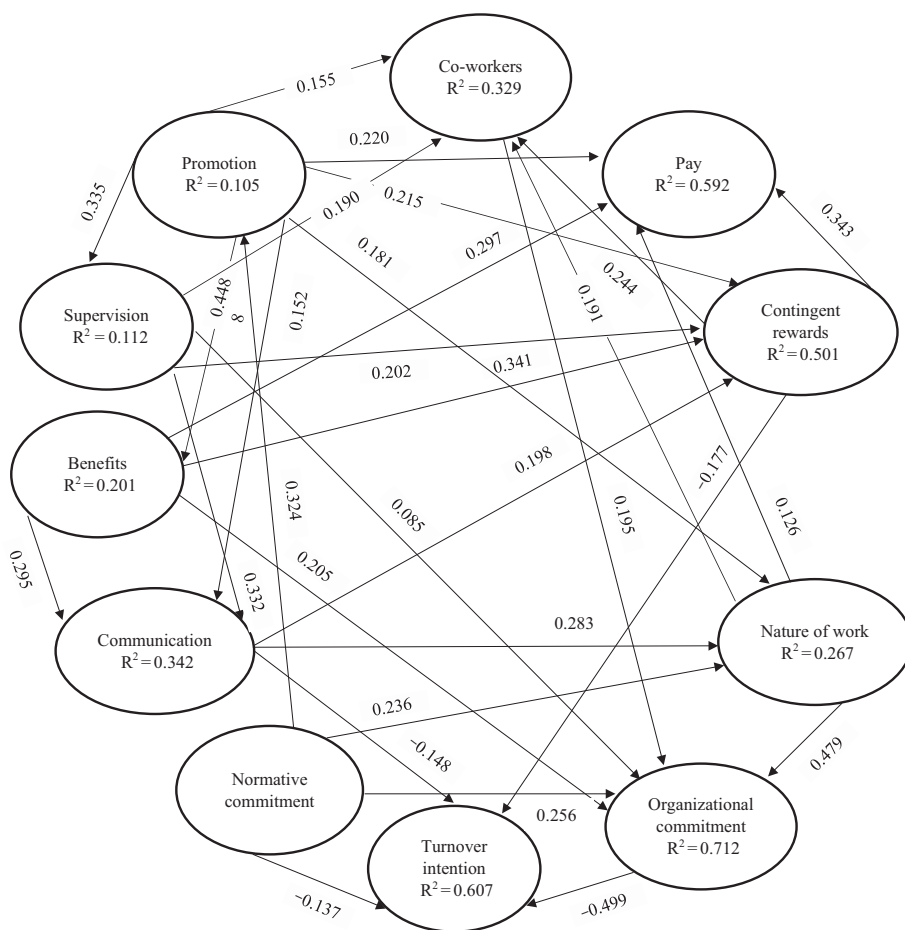 Co-workers
R² = 0.329
0.155
Promotion
R² = 0.105
0.220
Pay
R² = 0.592
0.335
0.190
0.215
0.343
0.297
0.181
0.244
0.191
Supervision
R² = 0.112
0.448
8
0.152
Contingent
rewards
R² = 0.501
0.202
0.341
Benefits
R² = 0.201
0.198
−0.177
0.324
0.085
0.195
0.126
0.295
0.205
0.332
Communication
R² = 0.342
0.283
Nature of work
R² = 0.267
0.236
−0.148
0.479
Normative
commitment
0.256
Organizational
commitment
R² = 0.712
Turnover
intention
R² = 0.607
−0.137
−0.499